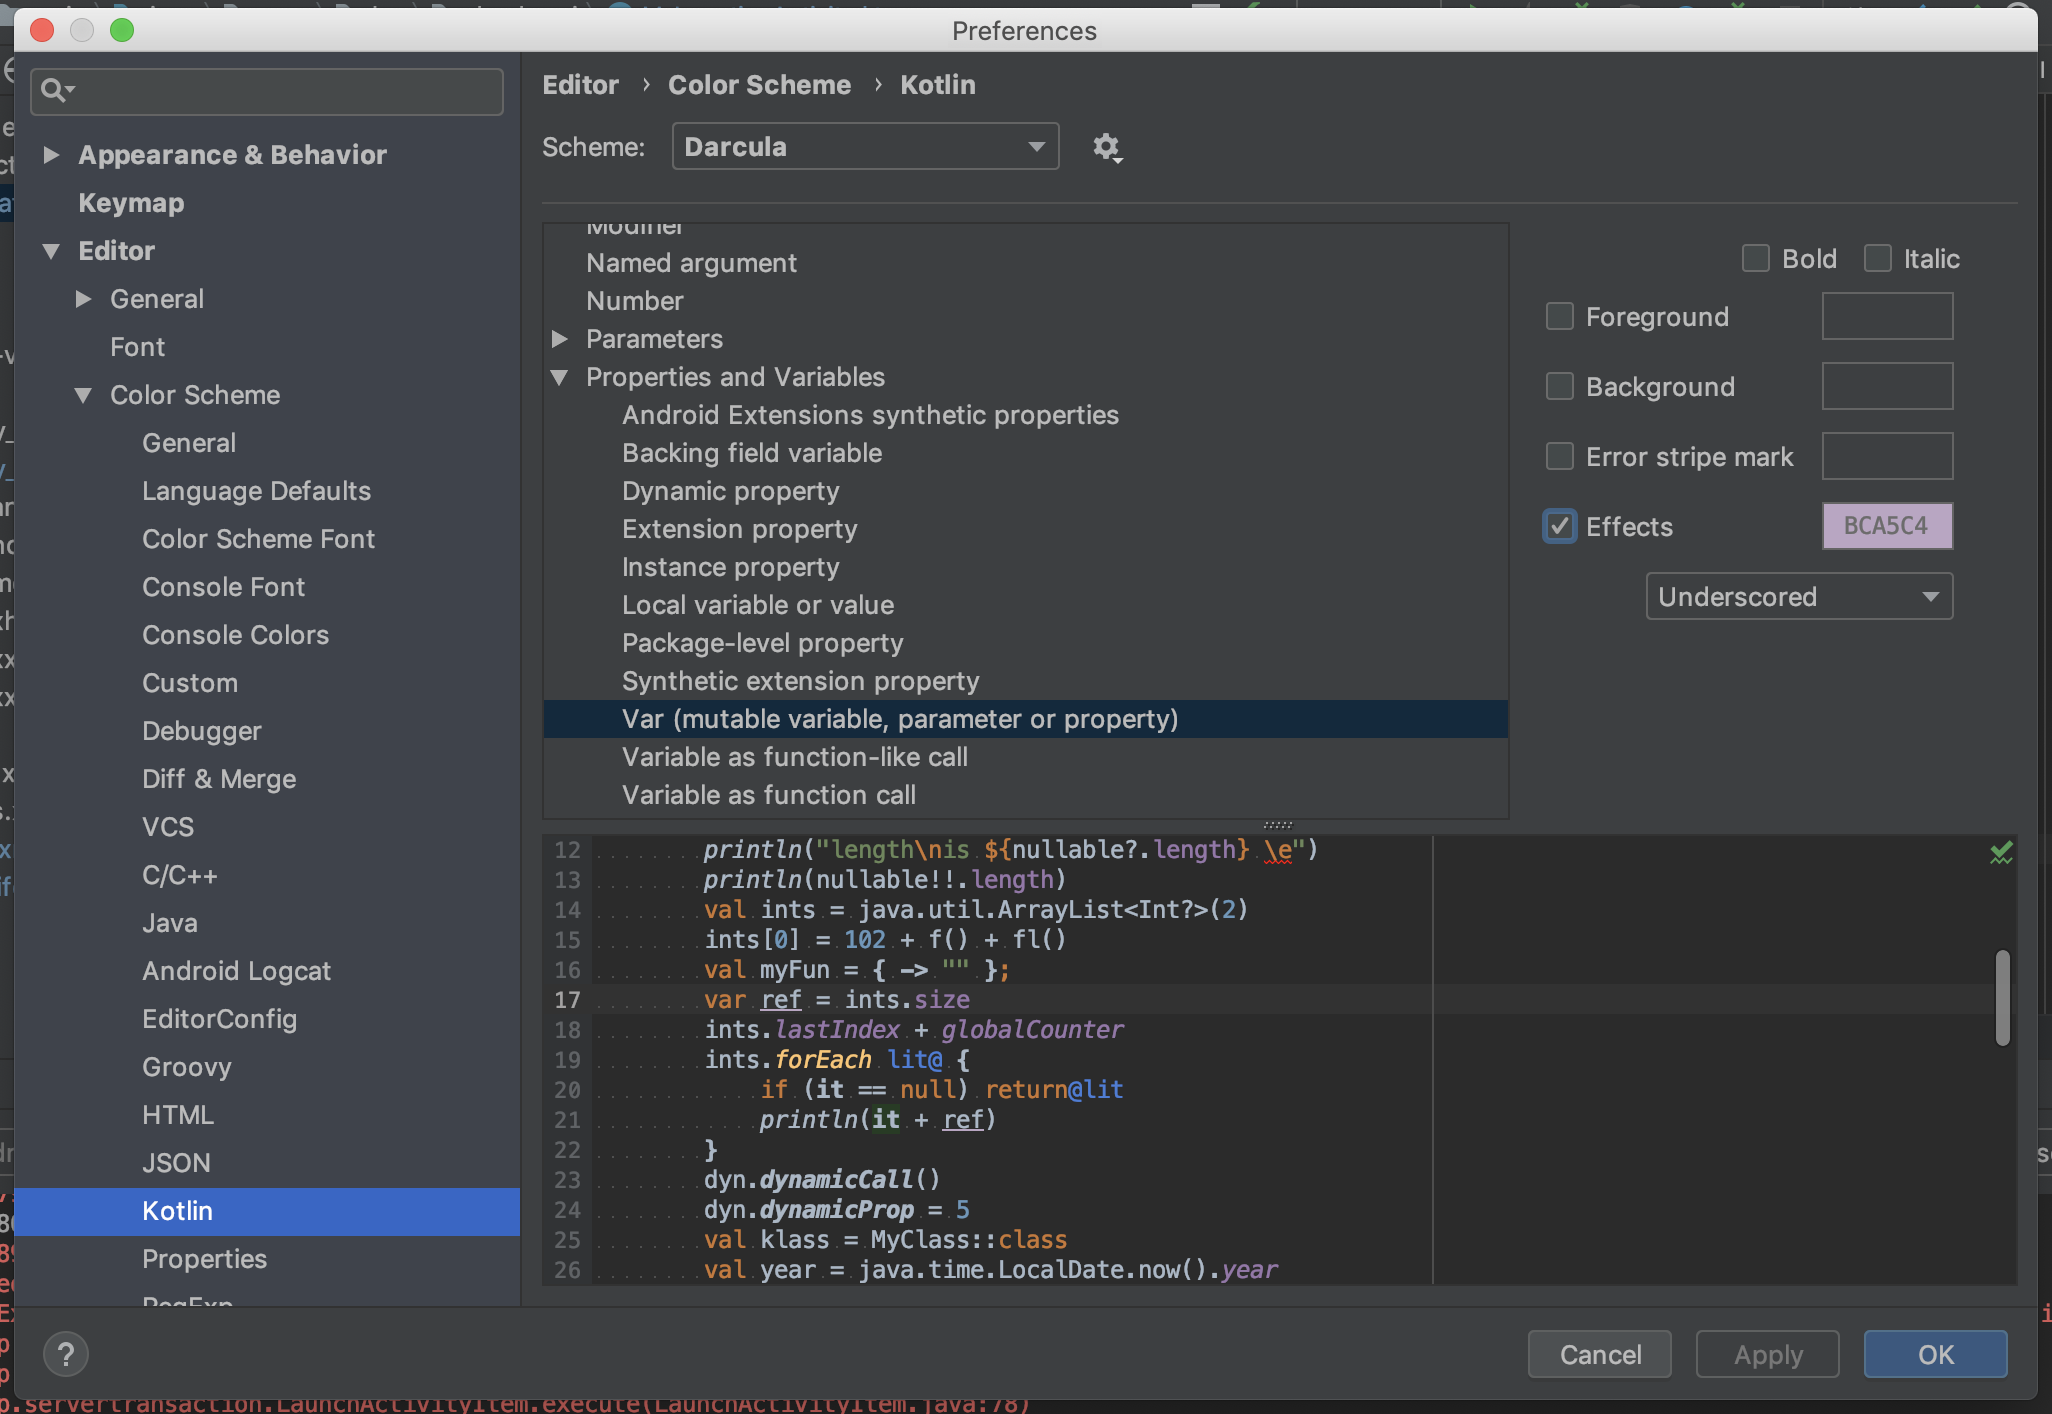 Preferences
Appearance & Behavior
Keymap
Editor
General
Font
Color Scheme
General
Language Defaults
Color Scheme Font
Console Font
Console Colors
Custom
Debugger
Diff & Merge
VCS
C/C++
Java
Android Logcat
EditorConfig
Groovy
HTML
JSON
Kotlin
Properties
RegExp
Editor › Color Scheme › Kotlin
Scheme: Darcula
Modifier
Named argument
Number
Parameters
Properties and Variables
Android Extensions synthetic properties
Backing field variable
Dynamic property
Extension property
Instance property
Local variable or value
Package-level property
Synthetic extension property
Var (mutable variable, parameter or property)
Variable as function-like call
Variable as function call
Bold Italic
Foreground
Background
Error stripe mark
Effects BCA5C4
Underscored
12 println("length\nis ${nullable?.length} \e")
13 println(nullable!!.length)
14 val ints = java.util.ArrayList<Int?>(2)
15 ints[0] = 102 + f() + fl()
16 val myFun = { -> "" };
17 var ref = ints.size
18 ints.lastIndex + globalCounter
19 ints.forEach lit@ {
20 if (it == null) return@lit
21 println(it + ref)
22 }
23 dyn.dynamicCall()
24 dyn.dynamicProp = 5
25 val klass = MyClass::class
26 val year = java.time.LocalDate.now().year
? Cancel Apply OK
p.servertransaction.LaunchActivityItem.execute(LaunchActivityItem.java:78)